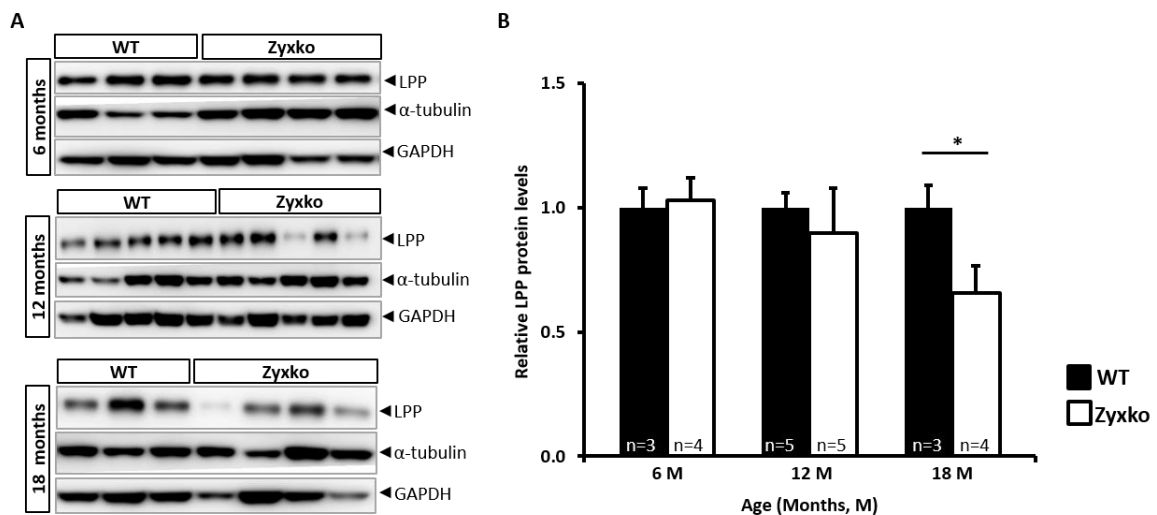 A
WT Zyxko
6 months
LPP
α-tubulin
GAPDH
WT Zyxko
12 months
LPP
α-tubulin
GAPDH
WT Zyxko
18 months
LPP
α-tubulin
GAPDH
B
Relative LPP protein levels
1.5
1.0
0.5
0.0
*
n=3 n=4 n=5 n=5 n=3 n=4
6 M 12 M 18 M
Age (Months, M)
WT
Zyxko